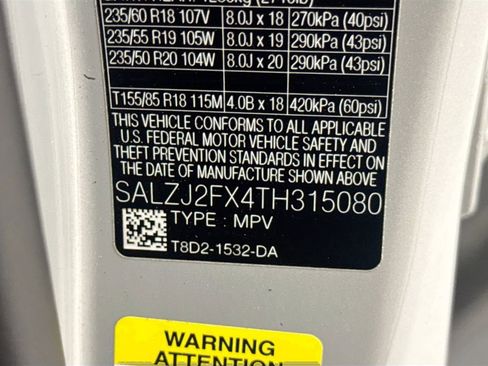 235/60 R18 107V 8.0J x 18 270kPa (40psi)
235/55 R19 105W 8.0J x 19 290kPa (43psi)
235/50 R20 104W 8.0J x 20 290kPa (43psi)
T155/85 R18 115M 4.0B x 18 420kPa (60psi)
THIS VEHICLE CONFORMS TO ALL APPLICABLE
U.S. FEDERAL MOTOR VEHICLE SAFETY AND
THEFT PREVENTION STANDARDS IN EFFECT ON
THE DATE OF MANUFACTURE SHOWN ABOVE
SALZJ2FX4TH315080
TYPE : MPV
T8D2-1532-DA
WARNING
ATTENTION